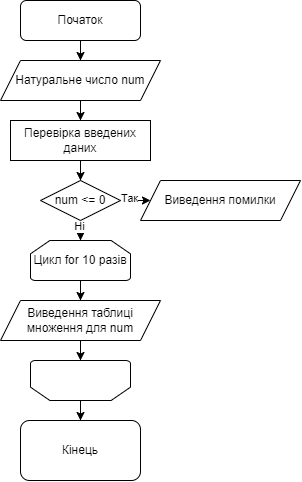 Початок
Натуральне число num
Перевірка введених
даних
num <= 0
Так
Виведення помилки
Ні
Цикл for 10 разів
Виведення таблиці
множення для num
Кінець